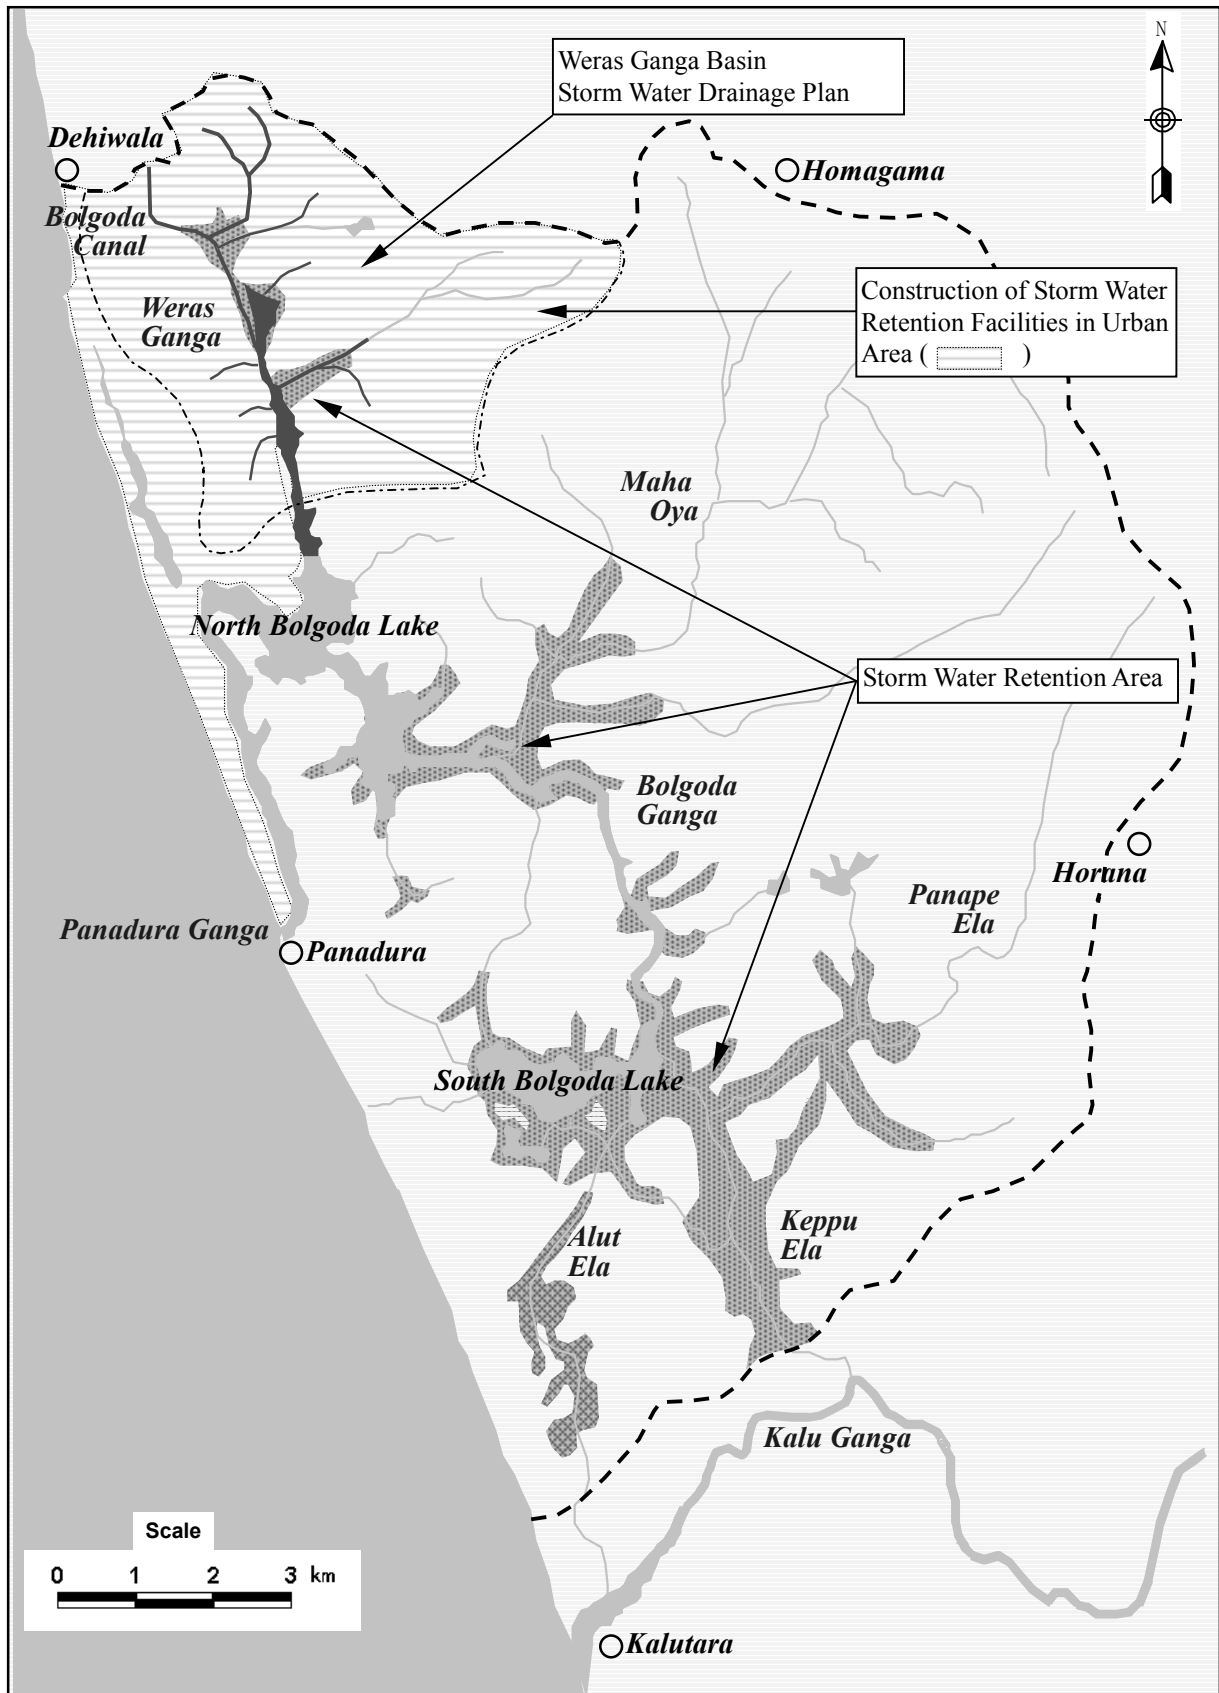 N
Weras Ganga Basin
Storm Water Drainage Plan
Dehiwala
Homagama
Bolgoda
Canal
Construction of Storm Water
Retention Facilities in Urban
Area ( )
Weras
Ganga
Maha
Oya
North Bolgoda Lake
Storm Water Retention Area
Bolgoda
Ganga
Horana
Panape
Ela
Panadura Ganga
Panadura
South Bolgoda Lake
Keppu
Ela
Alut
Ela
Kalu Ganga
Scale
0 1 2 3 km
Kalutara